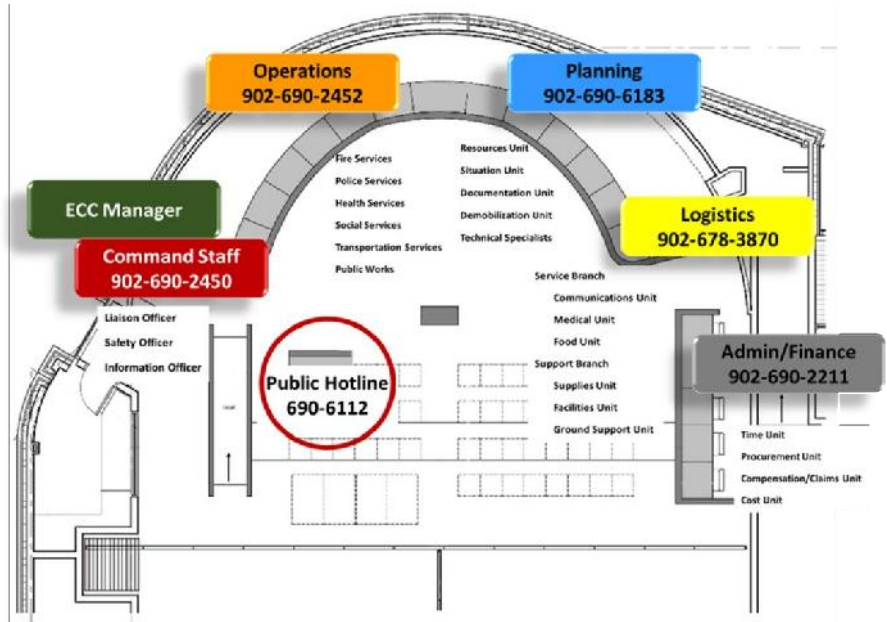 Operations
902-690-2452
Planning
902-690-6183
ECC Manager
Command Staff
902-690-2450
Liaison Officer
Safety Officer
Information Officer
Fire Services
Police Services
Health Services
Social Services
Transportation Services
Public Works
Resources Unit
Situation Unit
Documentation Unit
Demobilization Unit
Technical Specialists
Logistics
902-678-3870
Service Branch
Communications Unit
Medical Unit
Food Unit
Support Branch
Supplies Unit
Facilities Unit
Ground Support Unit
Public Hotline
690-6112
Admin/Finance
902-690-2211
Time Unit
Procurement Unit
Compensation/Claims Unit
Cost Unit